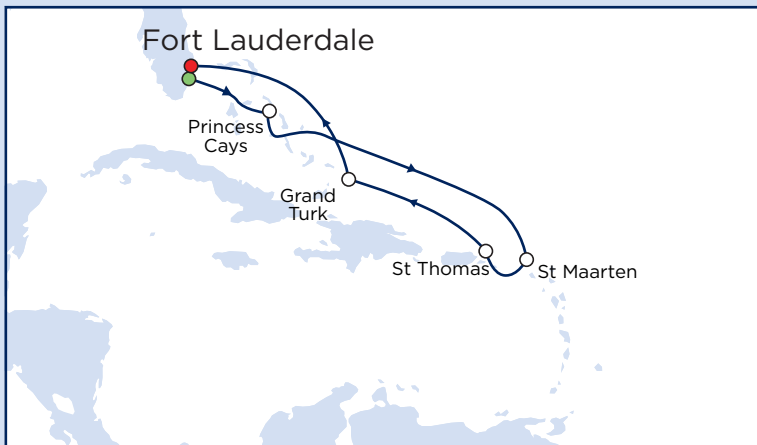 Fort Lauderdale
Princess
Cays
Grand
Turk
St Thomas
St Maarten